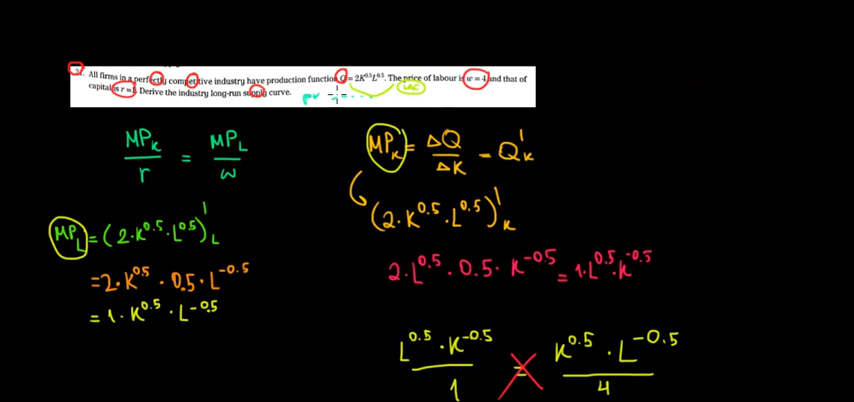 2. All firms in a perfectly competitive industry have production function Q = 2K^0.5 L^0.5. The price of labour is w = 4 and that of
capital is r = 1. Derive the industry long-run supply curve.
LAC
MP_K / r = MP_L / w
MP_K = ΔQ / ΔK = Q'_K
(2·K^0.5·L^0.5)'_K
MP_L = (2·K^0.5·L^0.5)'_L
= 2·K^0.5·0.5·L^-0.5
2·L^0.5·0.5·K^-0.5 = 1·L^0.5·K^-0.5
= 1·K^0.5·L^-0.5
L^0.5·K^-0.5 / 1 = K^0.5·L^-0.5 / 4